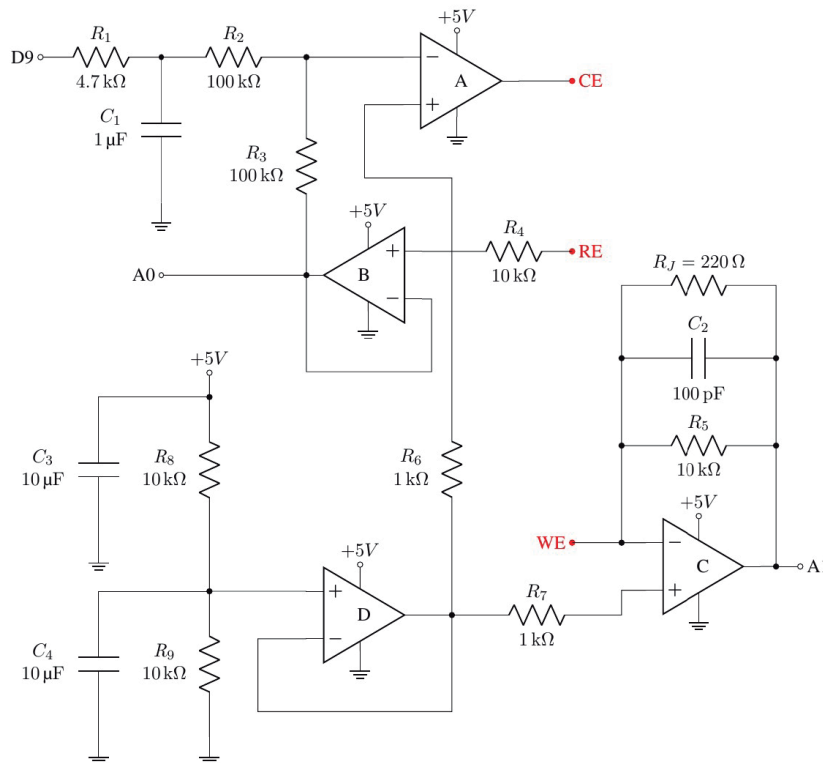 +5V
R1
R2
D9
−
A
CE
4.7 kΩ
100 kΩ
+
C1
1 µF
R3
100 kΩ
+5V
R4
+
RE
A0
B
10 kΩ
RJ = 220 Ω
−
C2
+5V
100 pF
R5
C3
10 µF
R8
10 kΩ
R6
1 kΩ
10 kΩ
+5V
WE
−
+5V
C
A
R7
+
+
D
1 kΩ
−
C4
10 µF
R9
10 kΩ